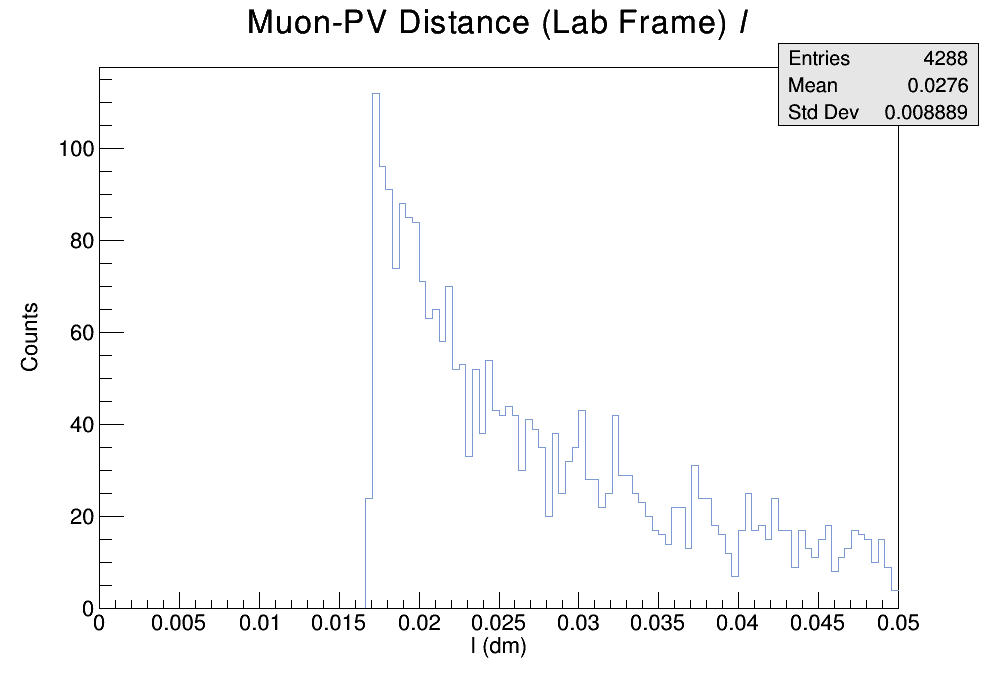 Muon-PV Distance (Lab Frame) l
Entries 4288
Mean 0.0276
Std Dev 0.008889
100
80
60
40
20
0
Counts
0 0.005 0.01 0.015 0.02 0.025 0.03 0.035 0.04 0.045 0.05
l (dm)